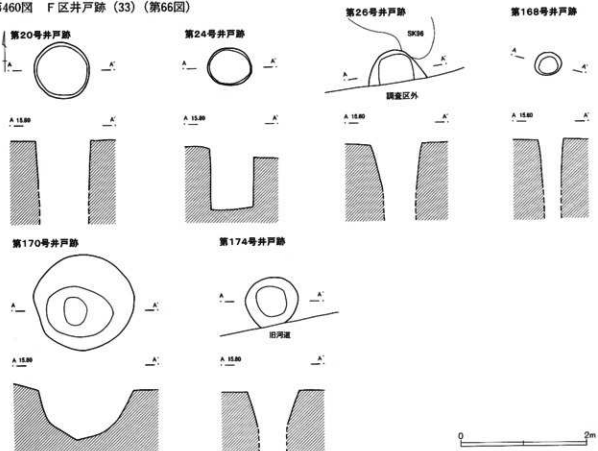 第460図 F区井戸跡（33）（第66図）
第20号井戸跡
第24号井戸跡
第26号井戸跡
第168号井戸跡
A A'
A A'
SK96
A A'
A A'
調査区外
A 15.80 A'
A 15.80 A'
A 15.80 A'
A 15.80 A'
第170号井戸跡
第174号井戸跡
A A'
A A'
旧河道
A 15.80 A'
A 15.80 A'
0 2m